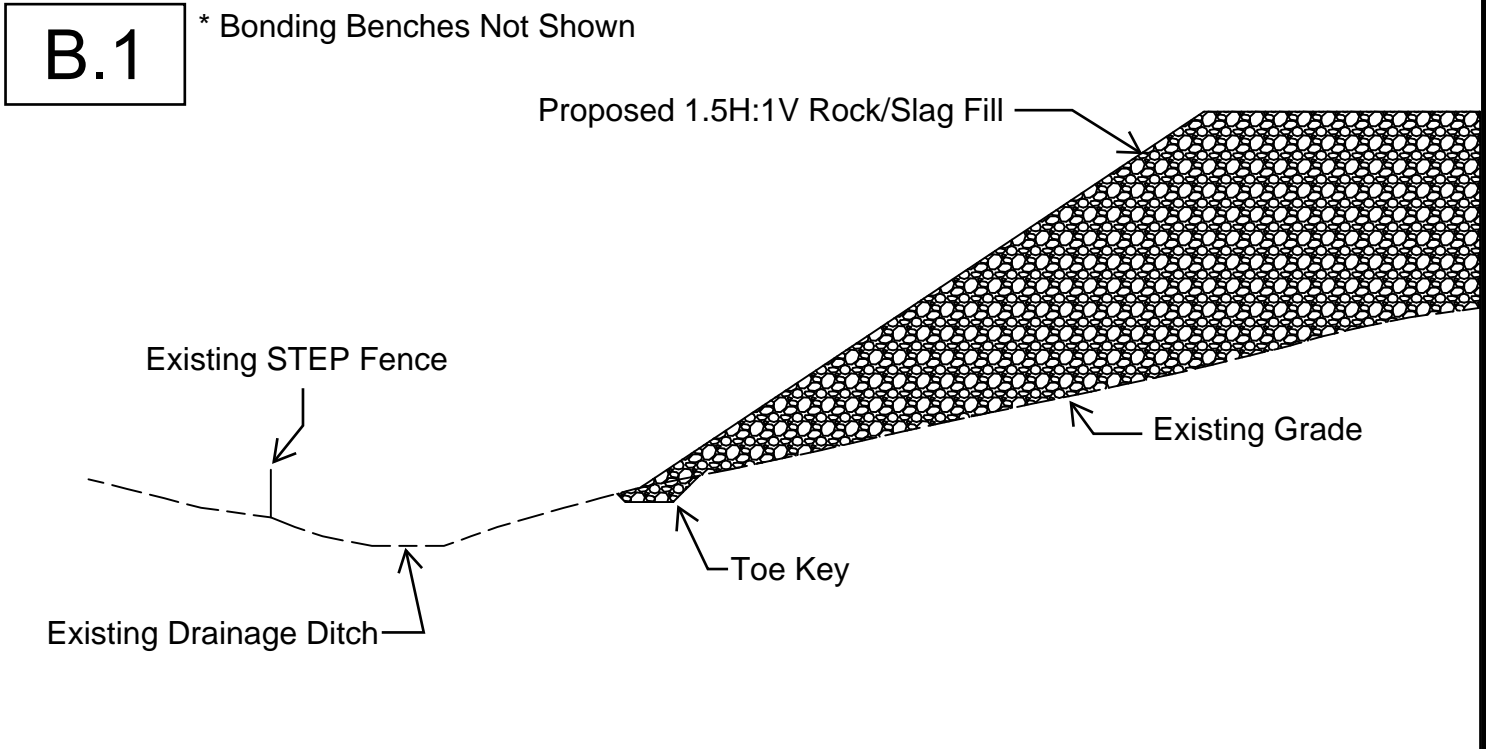 B.1
* Bonding Benches Not Shown
Proposed 1.5H:1V Rock/Slag Fill
Existing STEP Fence
Existing Grade
Toe Key
Existing Drainage Ditch